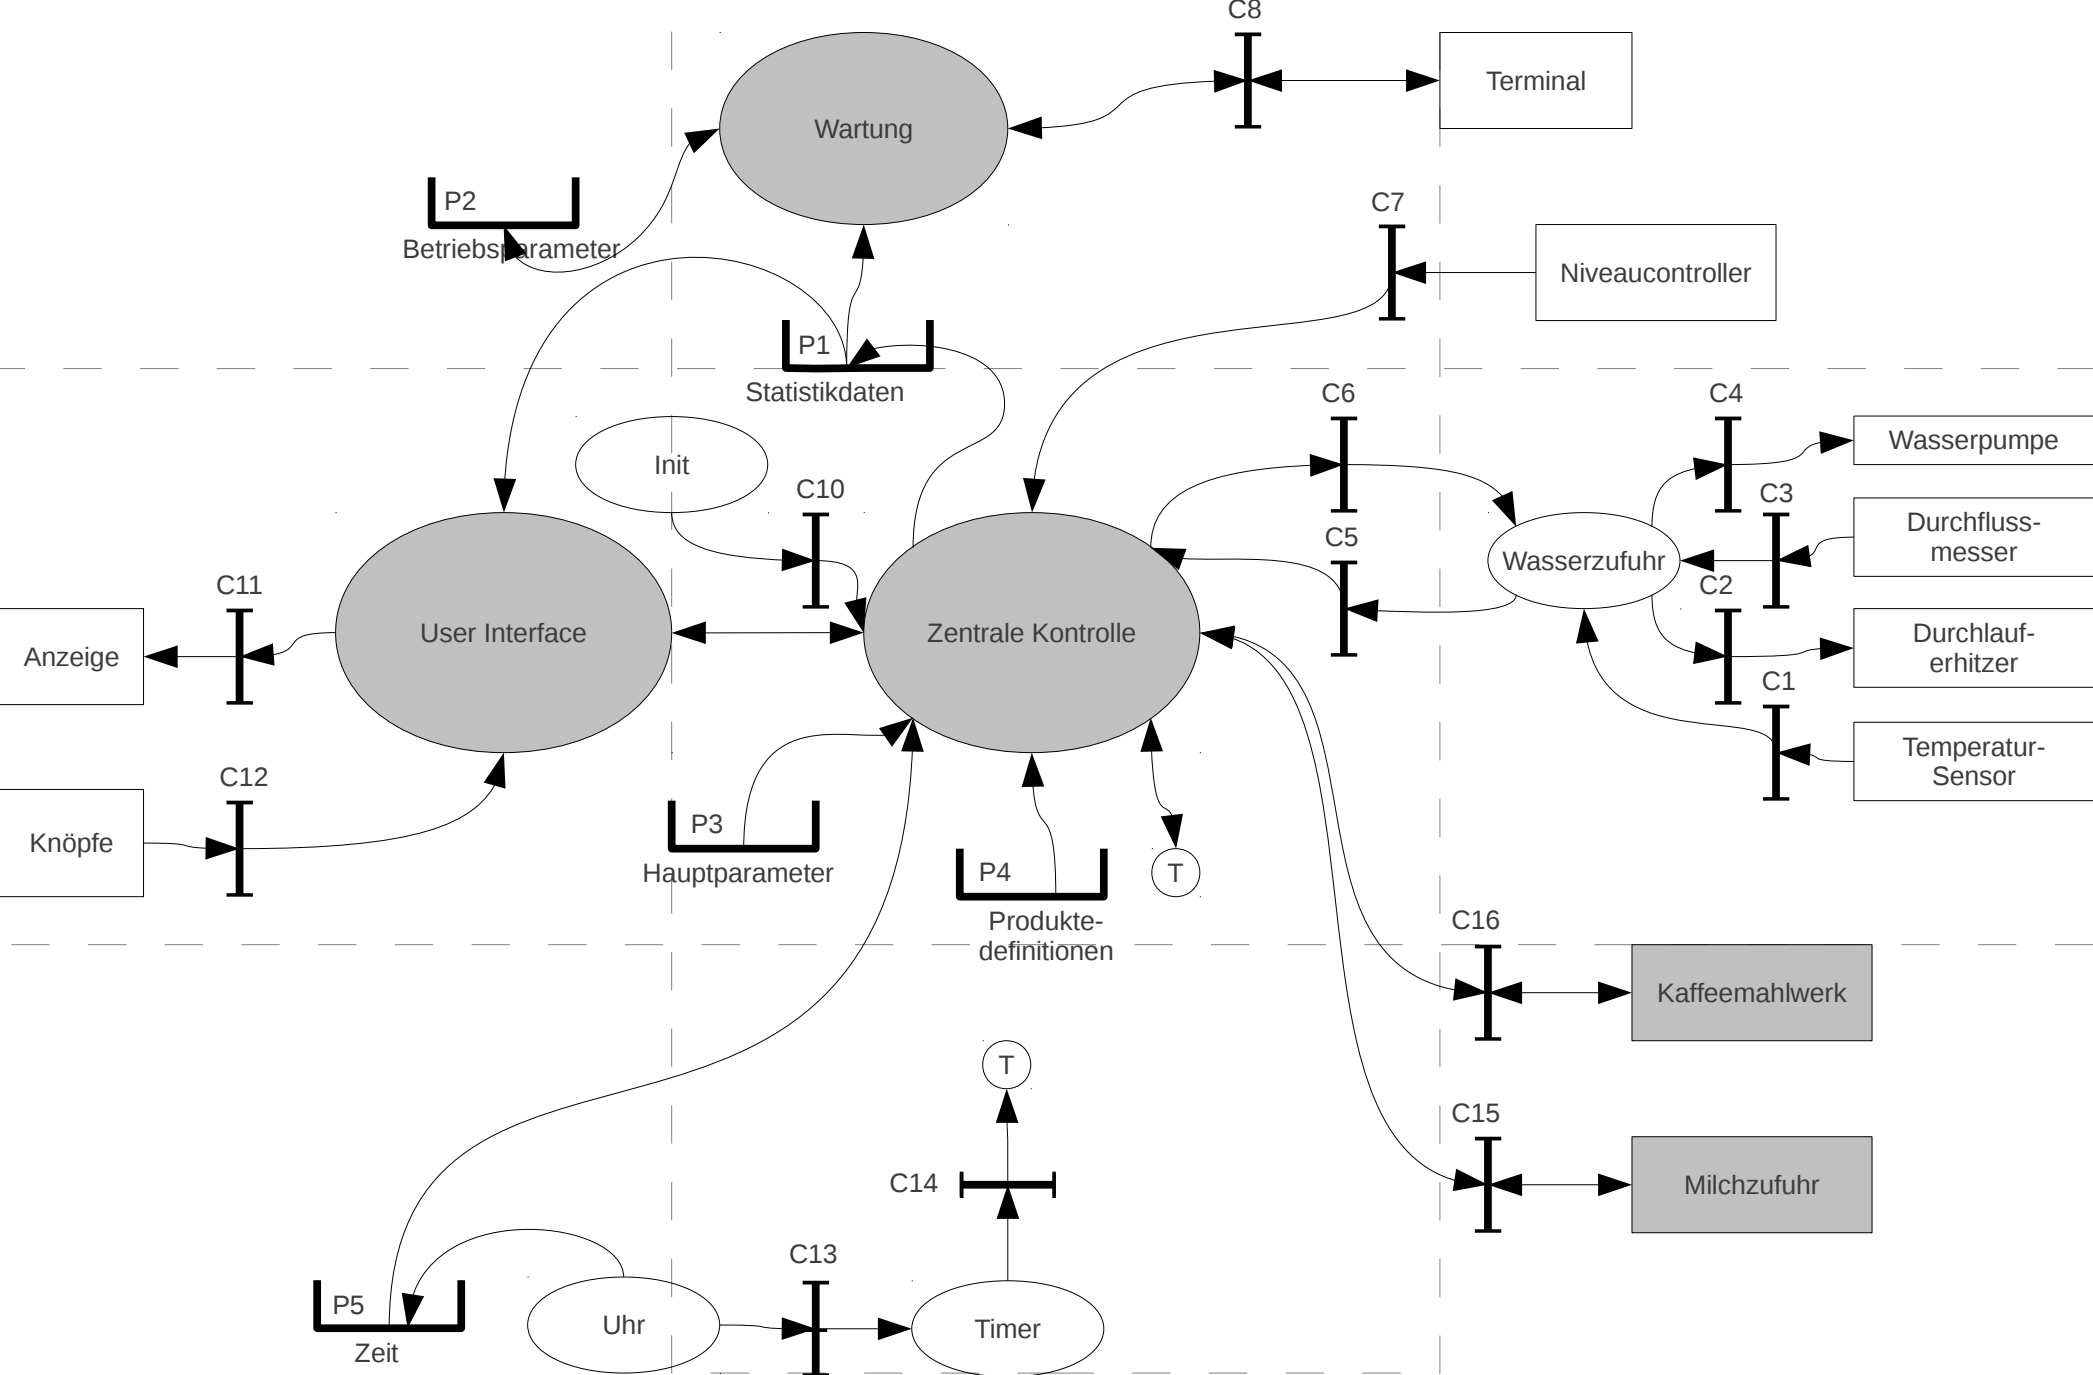 C8
Terminal
Wartung
P2
Betriebsparameter
C7
Niveaucontroller
P1
Statistikdaten
C6
C4
Wasserpumpe
Init
C10
C3
C5
Durchfluss-
messer
Wasserzufuhr
C11
C2
Anzeige
User Interface
Zentrale Kontrolle
Durchlauf-
erhitzer
C1
C12
Temperatur-
Sensor
Knöpfe
P3
Hauptparameter
P4
Produkte-
definitionen
T
C16
Kaffeemahlwerk
T
C15
C14
Milchzufuhr
C13
P5
Zeit
Uhr
Timer